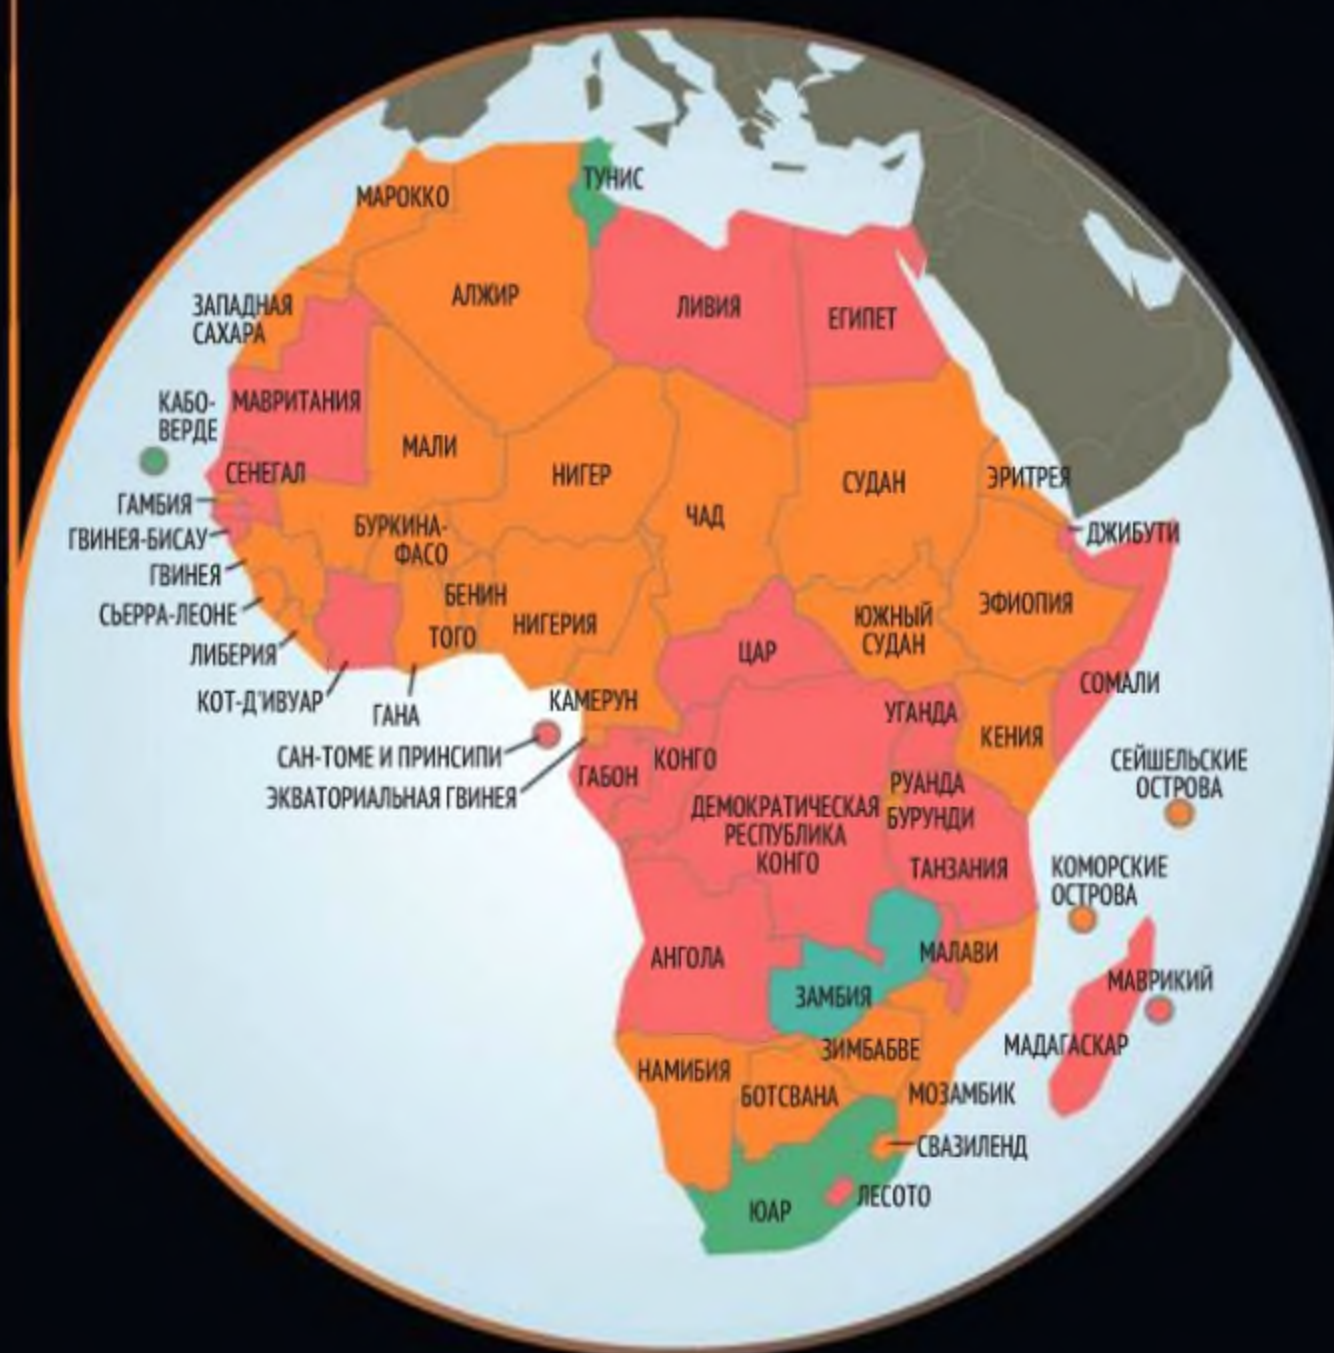 ТУНИС
МАРОККО
АЛЖИР
ЛИВИЯ
ЕГИПЕТ
ЗАПАДНАЯ
САХАРА
КАБО-
ВЕРДЕ
МАВРИТАНИЯ
МАЛИ
НИГЕР
ЧАД
СУДАН
ЭРИТРЕЯ
СЕНЕГАЛ
ГАМБИЯ
ГВИНЕЯ-БИСАУ
ГВИНЕЯ
СЬЕРРА-ЛЕОНЕ
ЛИБЕРИЯ
КОТ-Д'ИВУАР
ГАНА
БУРКИНА-
ФАСО
БЕНИН
ТОГО
НИГЕРИЯ
ДЖИБУТИ
ЭФИОПИЯ
ЮЖНЫЙ
СУДАН
ЦАР
СОМАЛИ
КАМЕРУН
САН-ТОМЕ И ПРИНСИПИ
ЭКВАТОРИАЛЬНАЯ ГВИНЕЯ
ГАБОН
КОНГО
УГАНДА
КЕНИЯ
РУАНДА
БУРУНДИ
ДЕМОКРАТИЧЕСКАЯ
РЕСПУБЛИКА
КОНГО
ТАНЗАНИЯ
СЕЙШЕЛЬСКИЕ
ОСТРОВА
КОМОРСКИЕ
ОСТРОВА
АНГОЛА
МАЛАВИ
ЗАМБИЯ
МАВРИКИЙ
МАДАГАСКАР
ЗИМБАБВЕ
НАМИБИЯ
БОТСВАНА
МОЗАМБИК
СВАЗИЛЕНД
ЛЕСОТО
ЮАР